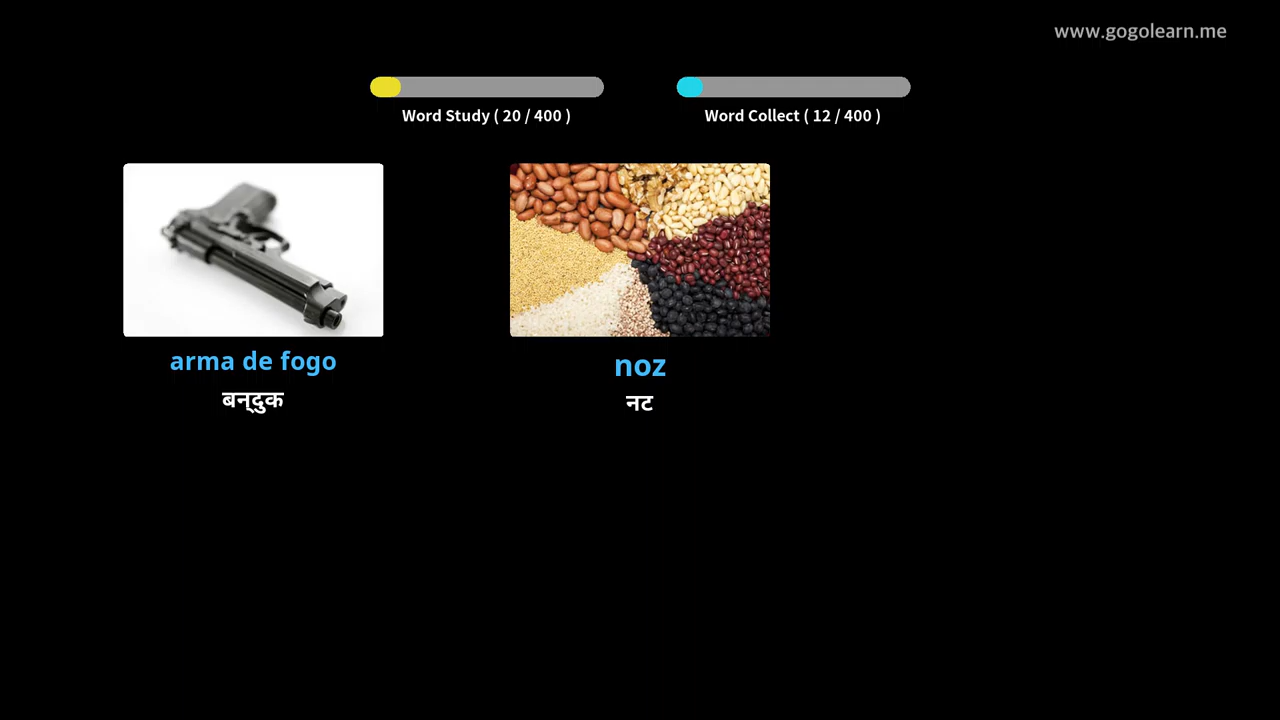 www.gogolearn.me
Word Study ( 20 / 400 )
Word Collect ( 12 / 400 )
arma de fogo
noz
बन्‌दुक
नट